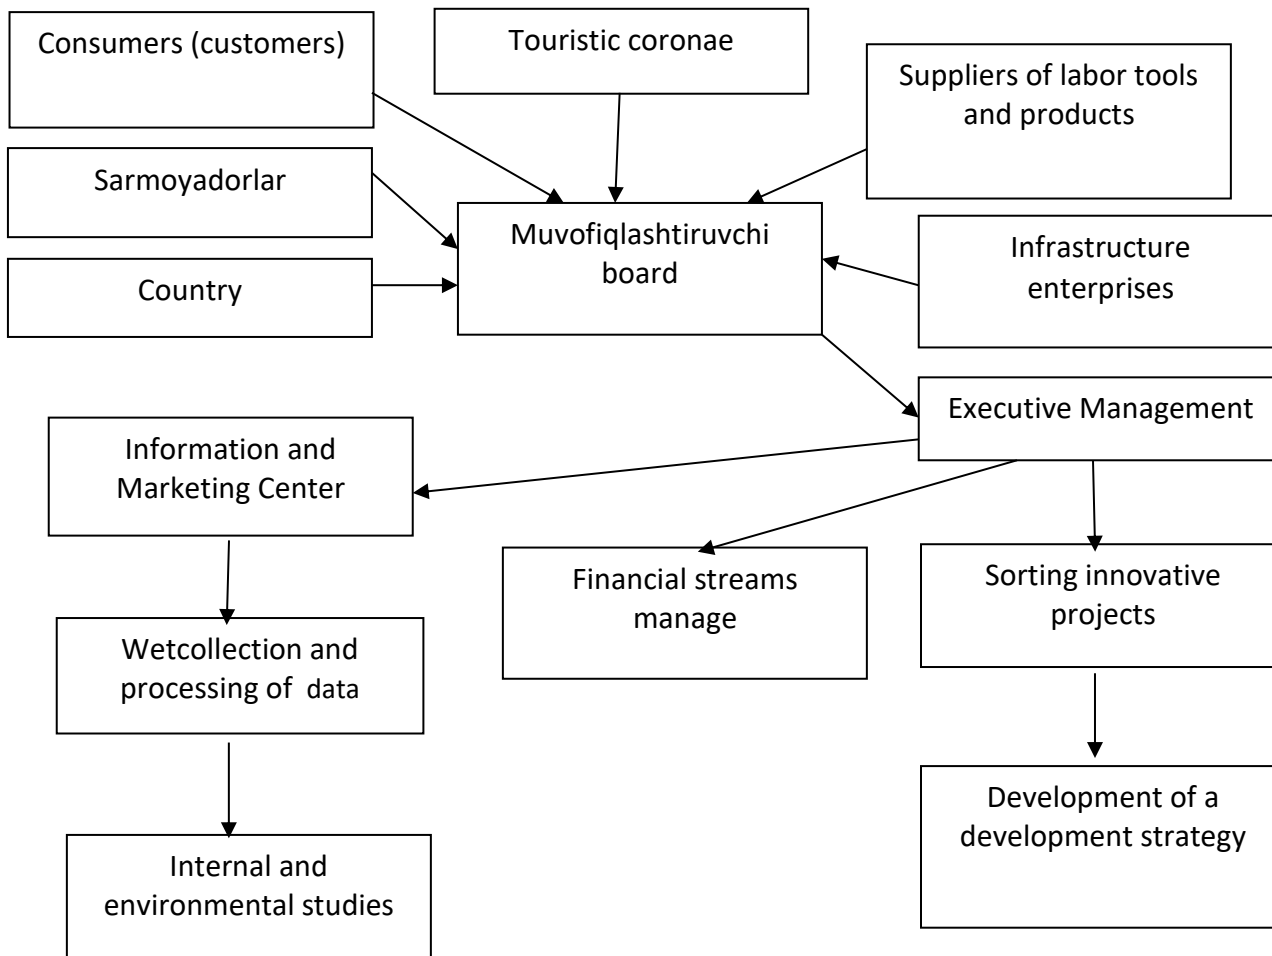 Consumers (customers)
Touristic coronae
Suppliers of labor tools
and products
Sarmoyadorlar
Muvofiqlashtiruvchi
board
Infrastructure
enterprises
Country
Executive Management
Information and
Marketing Center
Financial streams
manage
Sorting innovative
projects
Wetcollection and
processing of data
Development of a
development strategy
Internal and
environmental studies